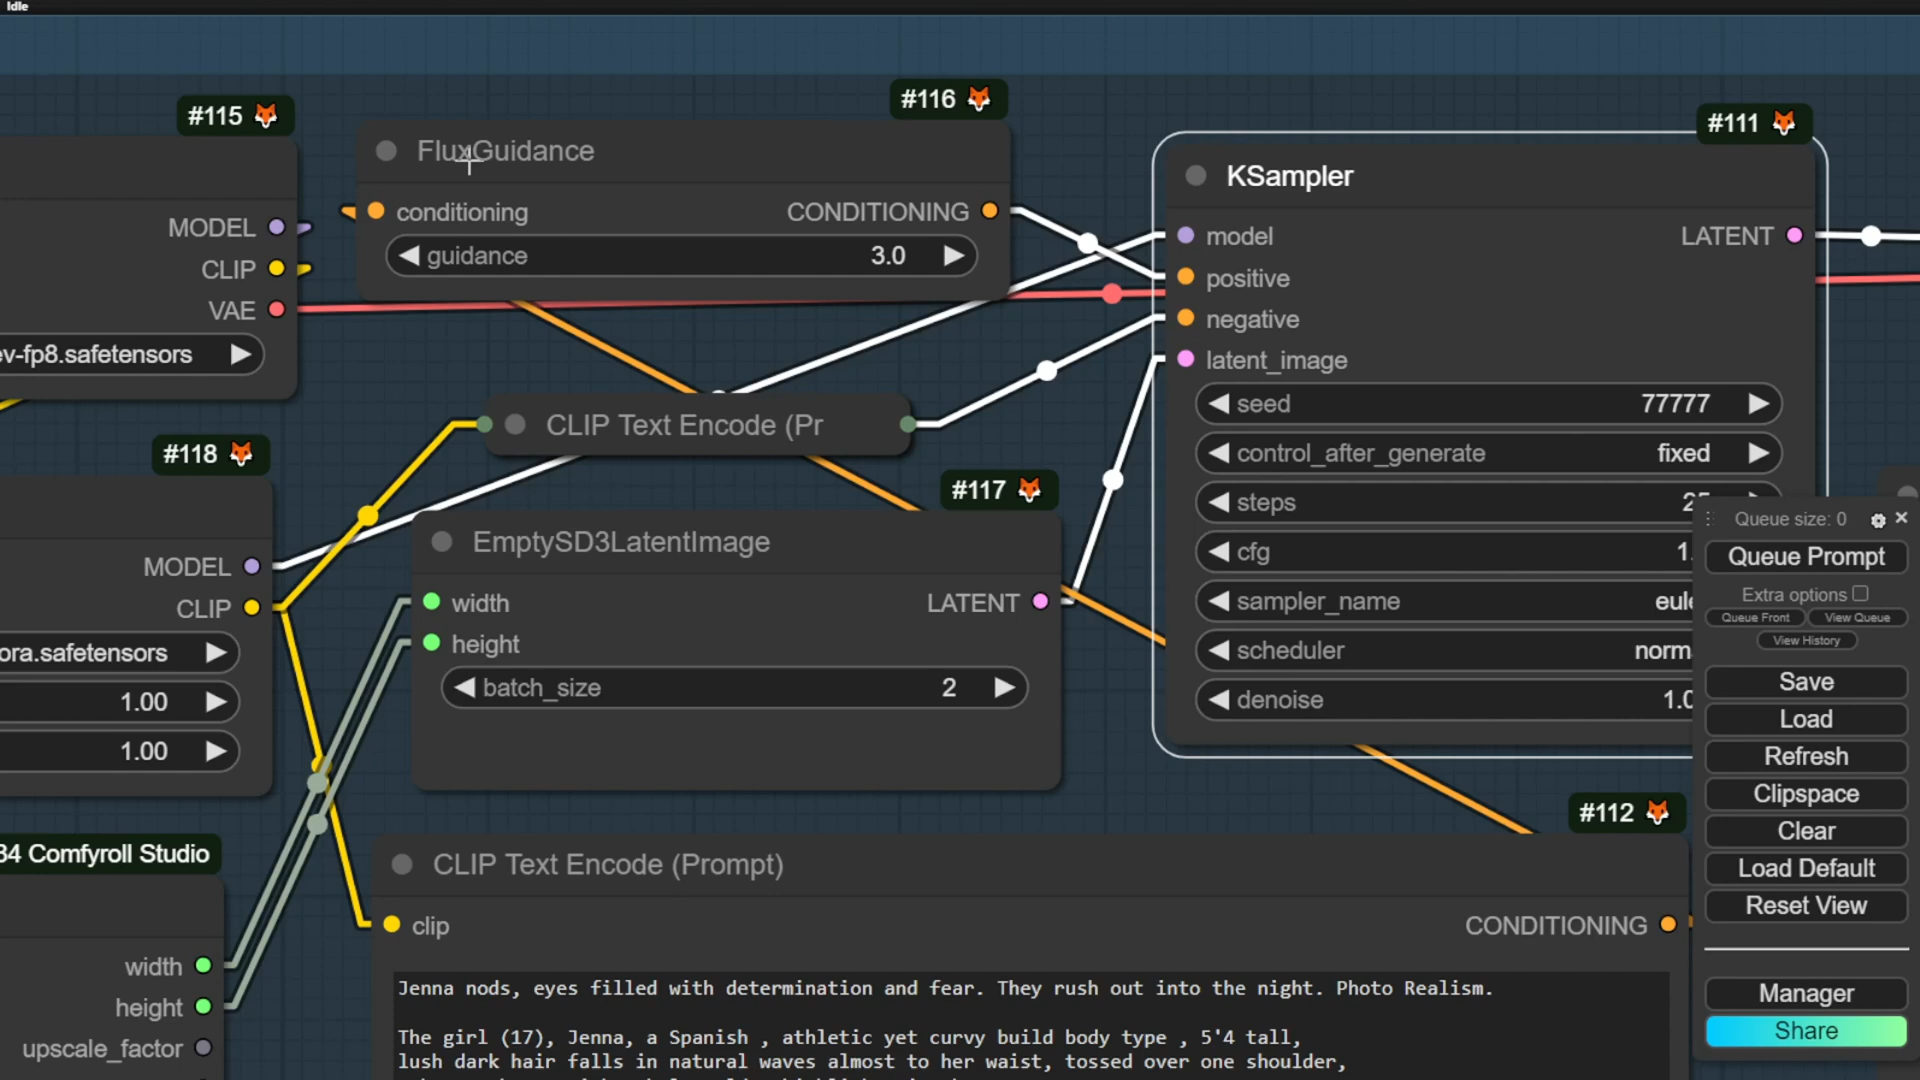 Idle
#115
#116
#111
FluxGuidance
KSampler
conditioning
CONDITIONING
guidance
3.0
MODEL
CLIP
VAE
ev-fp8.safetensors
model
positive
negative
latent_image
LATENT
seed
77777
control_after_generate
fixed
steps
cfg
1.
sampler_name
eule
scheduler
norm
denoise
1.0
CLIP Text Encode (Pr
#118
#117
EmptySD3LatentImage
MODEL
CLIP
width
LATENT
height
batch_size
2
ora.safetensors
1.00
1.00
Queue size: 0
Queue Prompt
Extra options
Queue Front
View Queue
View History
Save
Load
Refresh
Clipspace
Clear
Load Default
Reset View
Manager
Share
#112
34 Comfyroll Studio
CLIP Text Encode (Prompt)
clip
CONDITIONING
width
height
upscale_factor
Jenna nods, eyes filled with determination and fear. They rush out into the night. Photo Realism.
The girl (17), Jenna, a Spanish , athletic yet curvy build body type , 5'4 tall,
lush dark hair falls in natural waves almost to her waist, tossed over one shoulder,